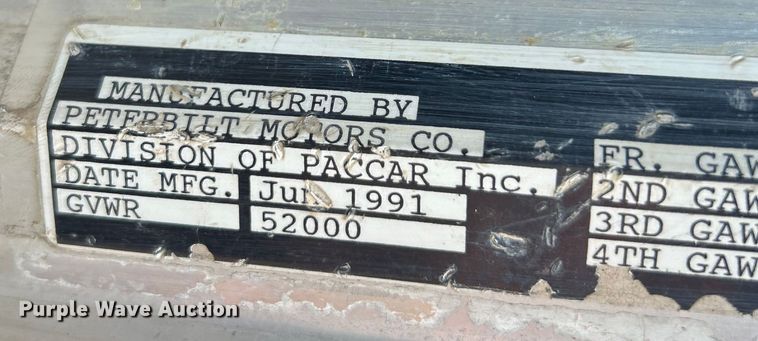 MANUFACTURED BY
PETERBILT MOTORS CO.
DIVISION OF PACCAR Inc.
DATE MFG. 1991
GVWR 52000
FR. GAW
2ND GAW
3RD GAW
4TH GAW
Purple Wave Auction